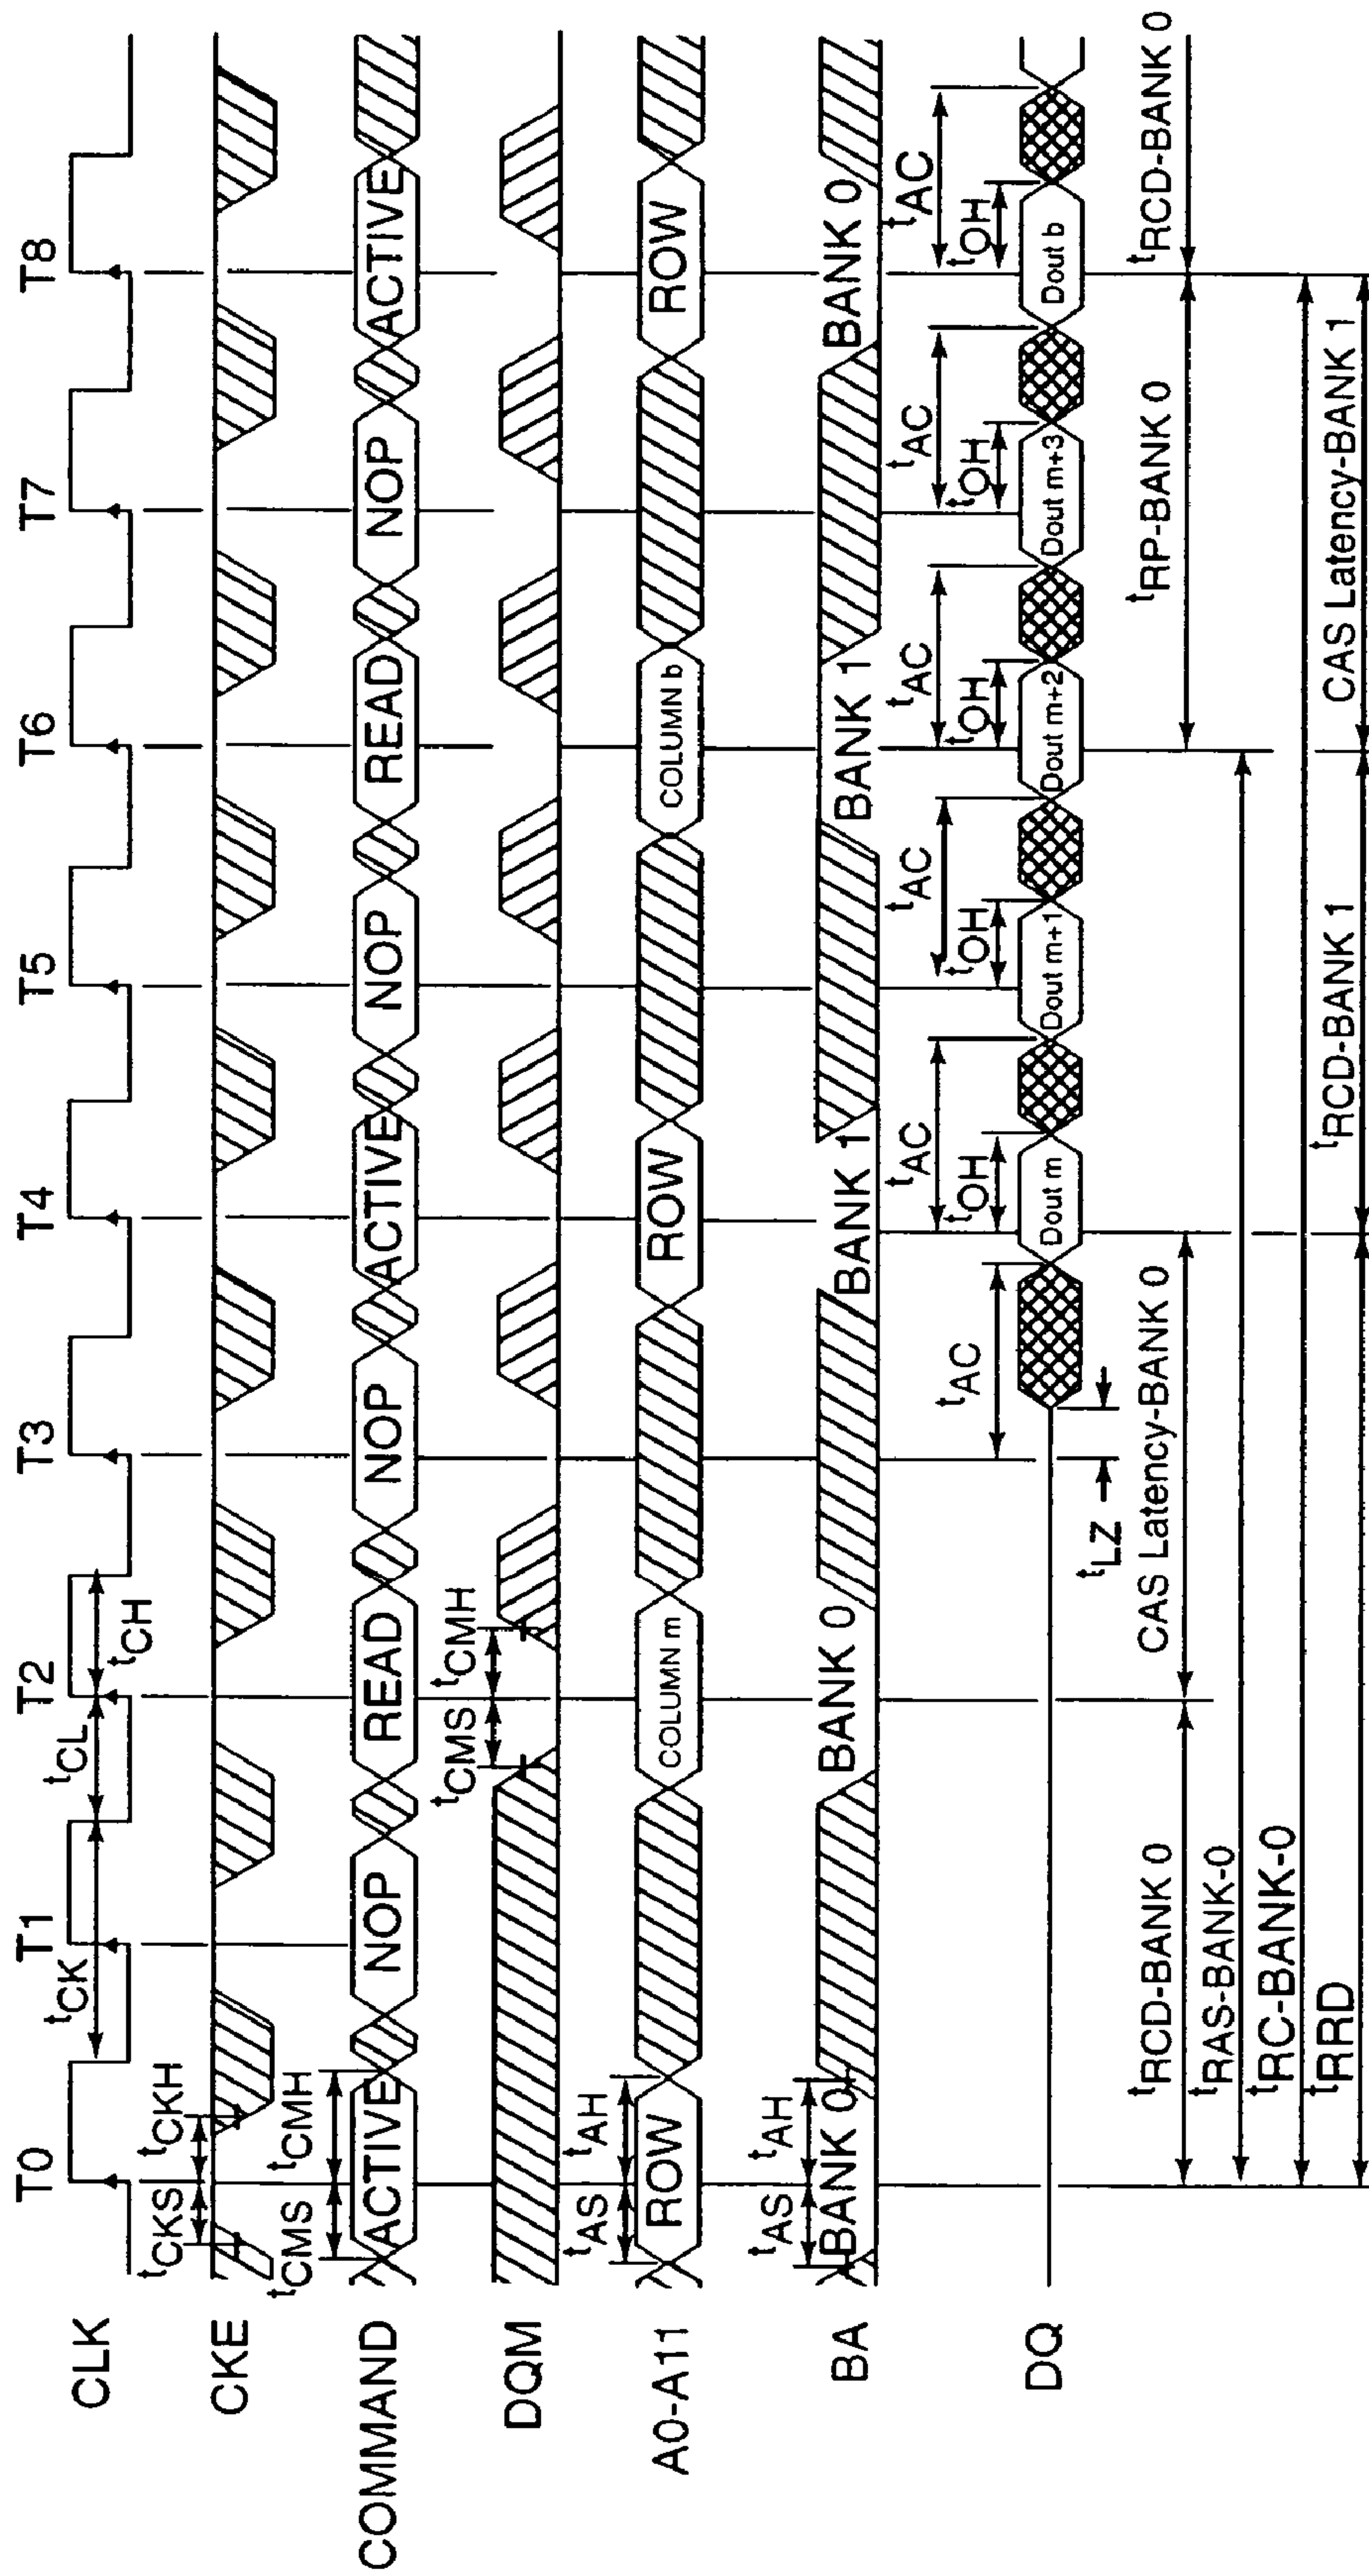 T0 T1 T2 T3 T4 T5 T6 T7 T8
CLK
tCK tCL tCH
CKE
tCKS tCKH
COMMAND
tCMS tCMH
ACTIVE NOP READ NOP ACTIVE NOP READ NOP ACTIVE
DQM
tCMS tCMH
A0-A11
tAS tAH
ROW COLUMN m ROW COLUMN b ROW
BA
tAS tAH
BANK 0 BANK 0 BANK 1 BANK 1 BANK 0
tAC tAC tAC tAC tAC tAC
tOH tOH tOH tOH tOH
DQ
Dout m Dout m+1 Dout m+2 Dout m+3 Dout b
tLZ
tRCD-BANK 0 CAS Latency-BANK 0 tRP-BANK 0 tRCD-BANK 0
tRAS-BANK-0
tRC-BANK-0
tRRD tRCD-BANK 1 CAS Latency-BANK 1